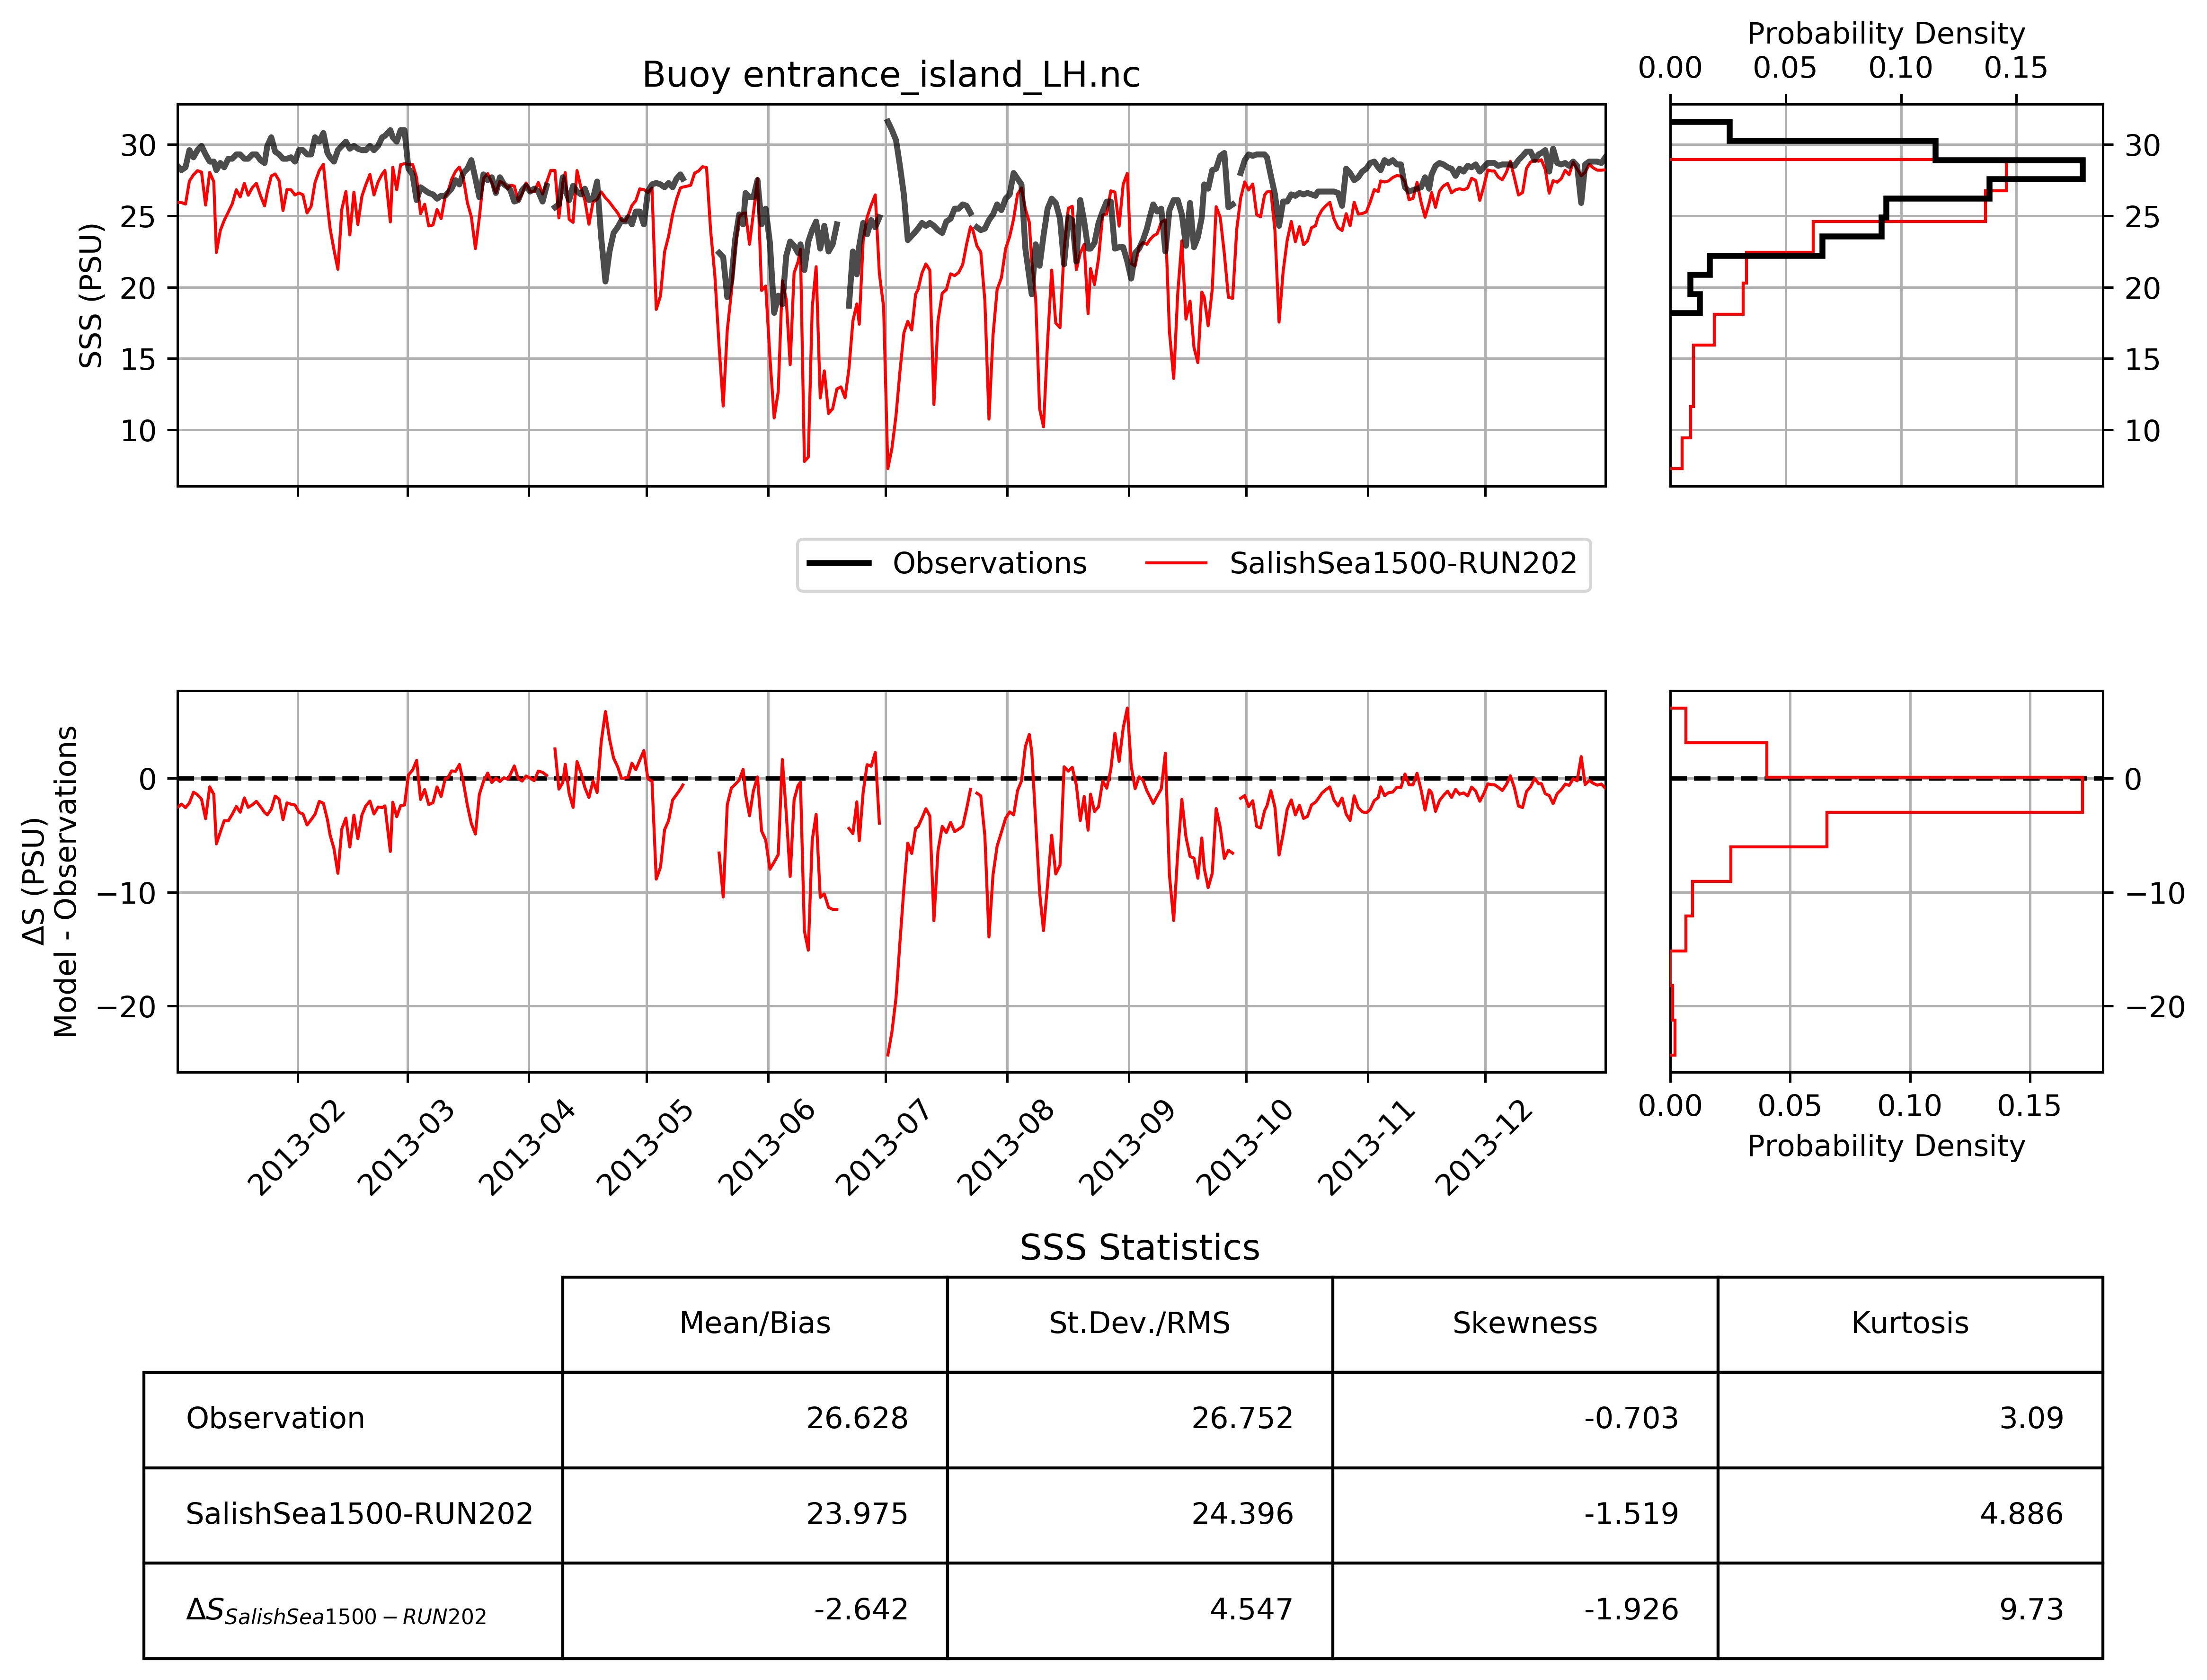 Probability Density
0.00 0.05 0.10 0.15
Buoy entrance_island_LH.nc
SSS (PSU)
30
25
20
15
10
30
25
20
15
10
Observations SalishSea1500-RUN202
ΔS (PSU)
Model - Observations
0
−10
−20
0
−10
−20
2013-02 2013-03 2013-04 2013-05 2013-06 2013-07 2013-08 2013-09 2013-10 2013-11 2013-12
0.00 0.05 0.10 0.15
Probability Density
SSS Statistics
Mean/Bias St.Dev./RMS Skewness Kurtosis
Observation 26.628 26.752 -0.703 3.09
SalishSea1500-RUN202 23.975 24.396 -1.519 4.886
ΔS SalishSea1500−RUN202 -2.642 4.547 -1.926 9.73